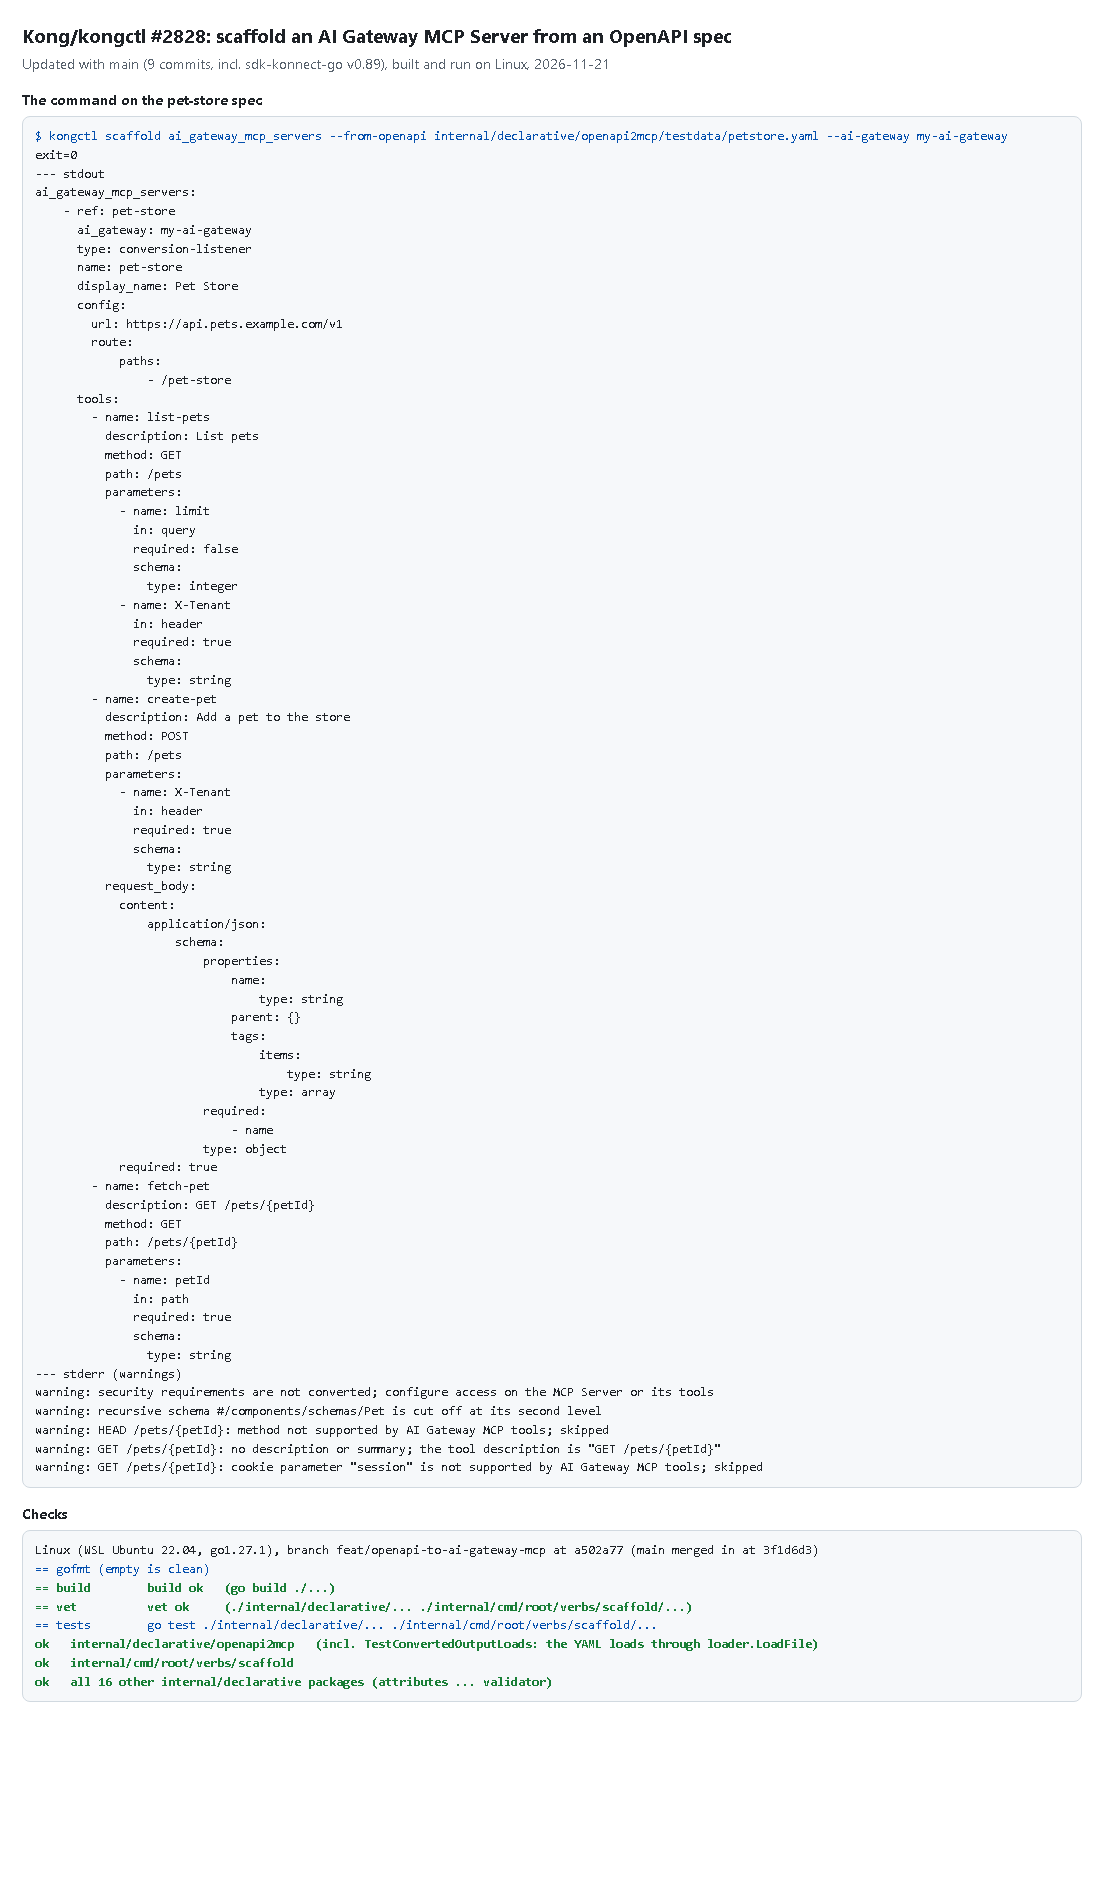 Kong/kongctl #2828: scaffold an AI Gateway MCP Server from an OpenAPI spec
Updated with main (9 commits, incl. sdk-konnect-go v0.89), built and run on Linux, 2026-11-21
The command on the pet-store spec
$ kongctl scaffold ai_gateway_mcp_servers --from-openapi internal/declarative/openapi2mcp/testdata/petstore.yaml --ai-gateway my-ai-gateway
exit=0
--- stdout
ai_gateway_mcp_servers:
    - ref: pet-store
      ai_gateway: my-ai-gateway
      type: conversion-listener
      name: pet-store
      display_name: Pet Store
      config:
        url: https://api.pets.example.com/v1
        route:
            paths:
                - /pet-store
      tools:
        - name: list-pets
          description: List pets
          method: GET
          path: /pets
          parameters:
            - name: limit
              in: query
              required: false
              schema:
                type: integer
            - name: X-Tenant
              in: header
              required: true
              schema:
                type: string
        - name: create-pet
          description: Add a pet to the store
          method: POST
          path: /pets
          parameters:
            - name: X-Tenant
              in: header
              required: true
              schema:
                type: string
          request_body:
            content:
                application/json:
                    schema:
                        properties:
                            name:
                                type: string
                            parent: {}
                            tags:
                                items:
                                    type: string
                                type: array
                        required:
                            - name
                        type: object
            required: true
        - name: fetch-pet
          description: GET /pets/{petId}
          method: GET
          path: /pets/{petId}
          parameters:
            - name: petId
              in: path
              required: true
              schema:
                type: string
--- stderr (warnings)
warning: security requirements are not converted; configure access on the MCP Server or its tools
warning: recursive schema #/components/schemas/Pet is cut off at its second level
warning: HEAD /pets/{petId}: method not supported by AI Gateway MCP tools; skipped
warning: GET /pets/{petId}: no description or summary; the tool description is "GET /pets/{petId}"
warning: GET /pets/{petId}: cookie parameter "session" is not supported by AI Gateway MCP tools; skipped
Checks
Linux (WSL Ubuntu 22.04, go1.27.1), branch feat/openapi-to-ai-gateway-mcp at a502a77 (main merged in at 3f1d6d3)
== gofmt (empty is clean)
== build        build ok   (go build ./...)
== vet          vet ok     (./internal/declarative/... ./internal/cmd/root/verbs/scaffold/...)
== tests        go test ./internal/declarative/... ./internal/cmd/root/verbs/scaffold/...
ok   internal/declarative/openapi2mcp   (incl. TestConvertedOutputLoads: the YAML loads through loader.LoadFile)
ok   internal/cmd/root/verbs/scaffold
ok   all 16 other internal/declarative packages (attributes ... validator)